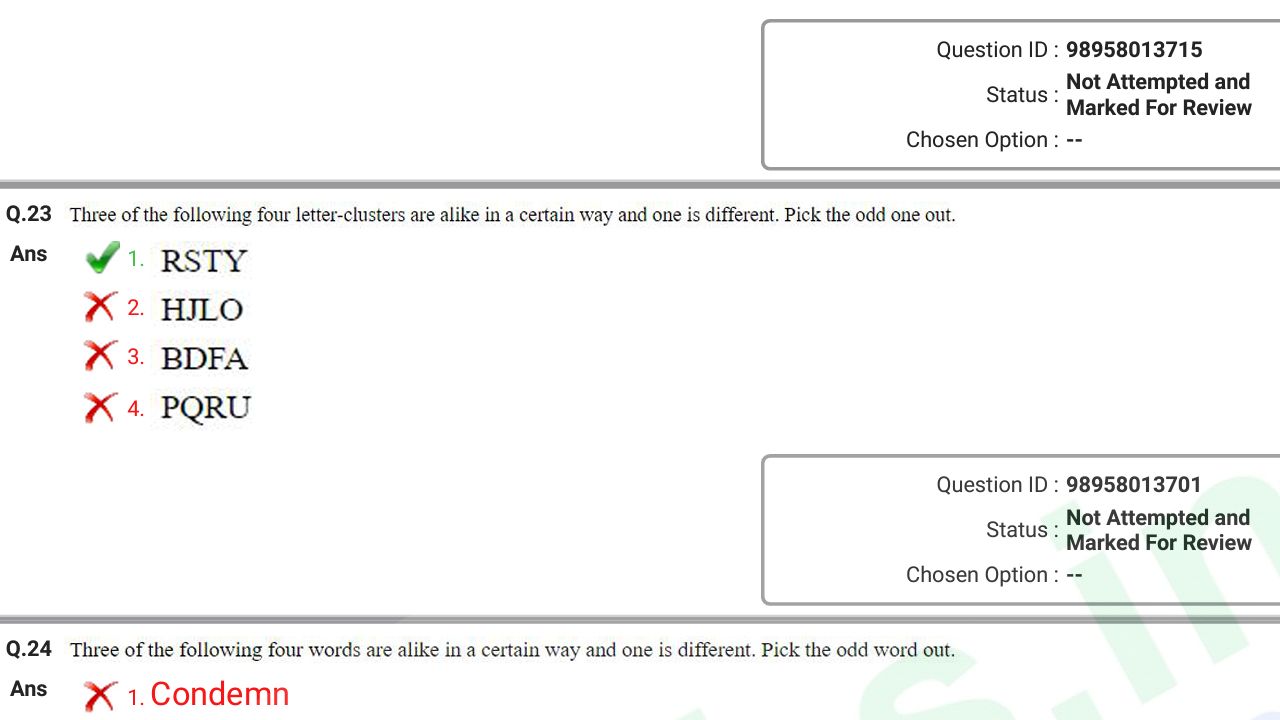 Question ID : 98958013715
Status : Not Attempted and
Marked For Review
Chosen Option : --
Q.23 Three of the following four letter-clusters are alike in a certain way and one is different. Pick the odd one out.
Ans 1. RSTY
2. HJLO
3. BDFA
4. PQRU
Question ID : 98958013701
Status : Not Attempted and
Marked For Review
Chosen Option : --
Q.24 Three of the following four words are alike in a certain way and one is different. Pick the odd word out.
Ans 1. Condemn
s.in